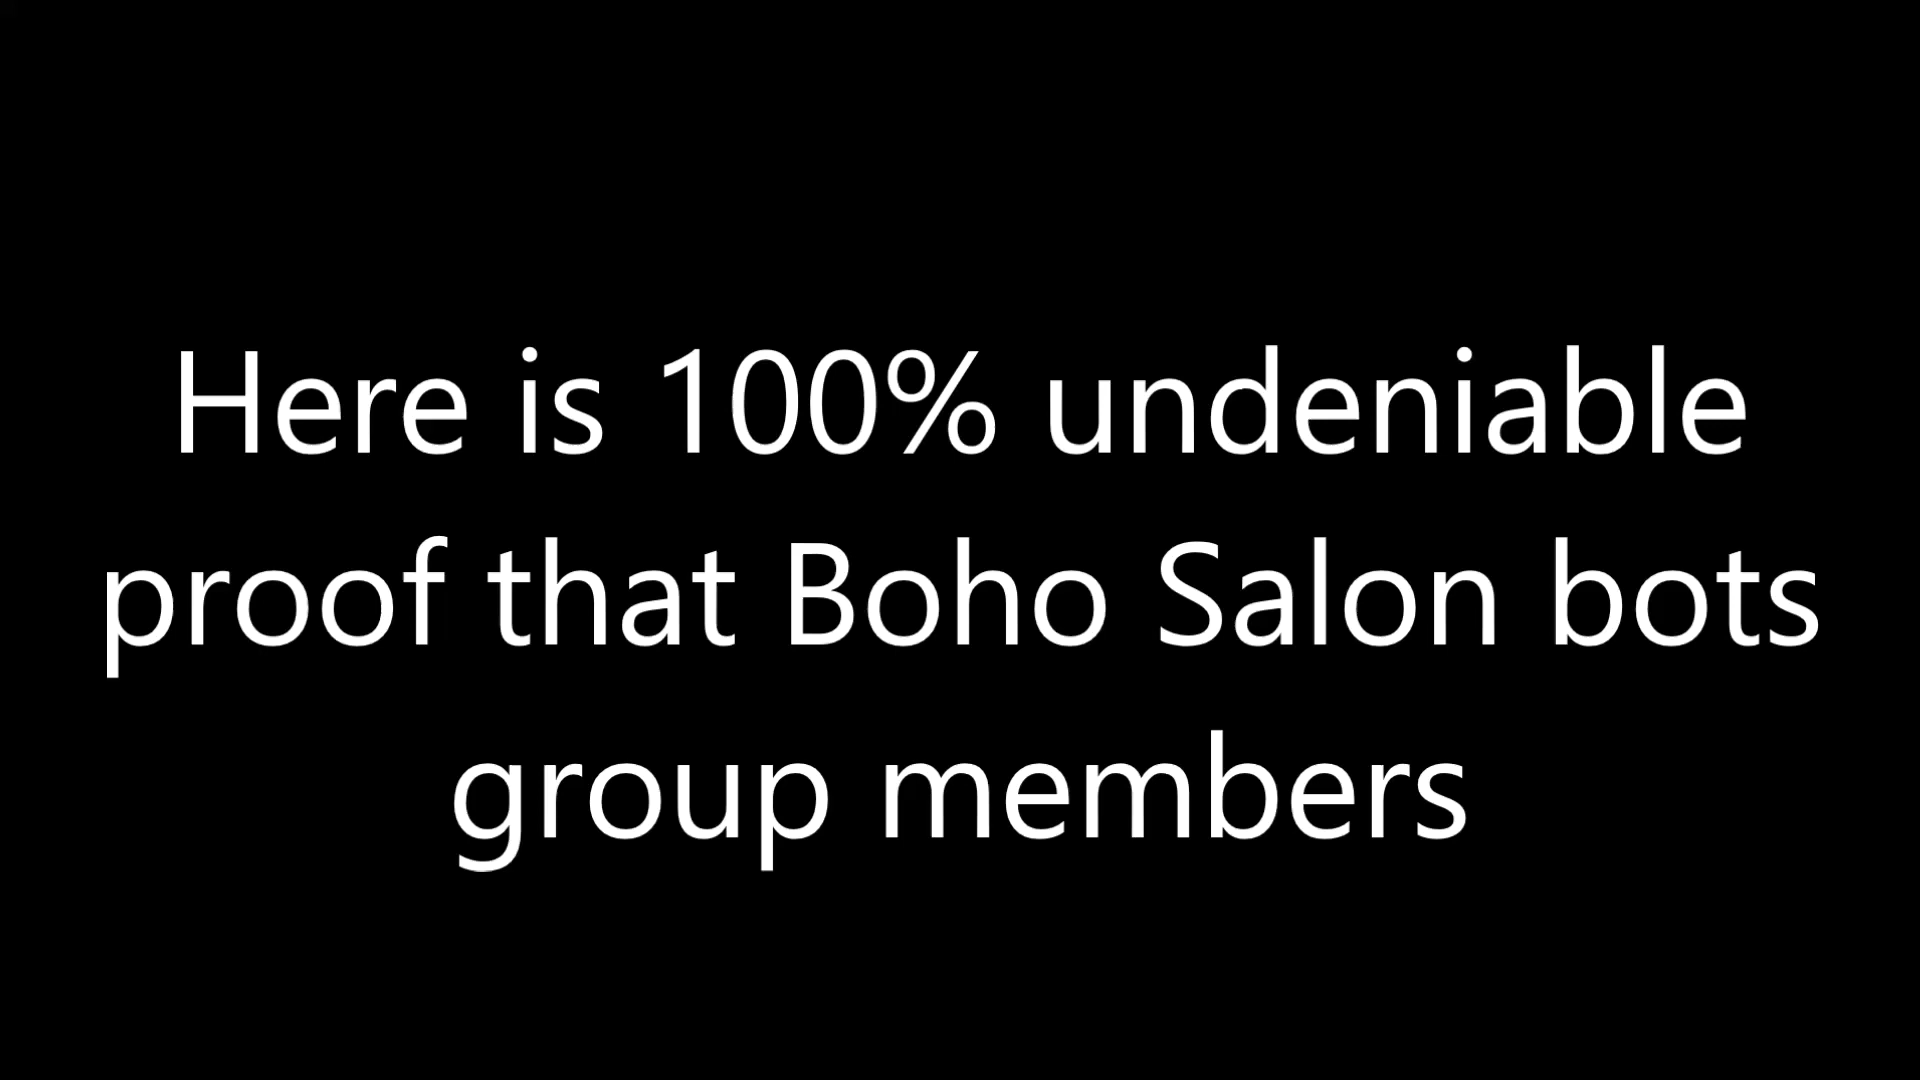 Here is 100% undeniable
proof that Boho Salon bots
group members